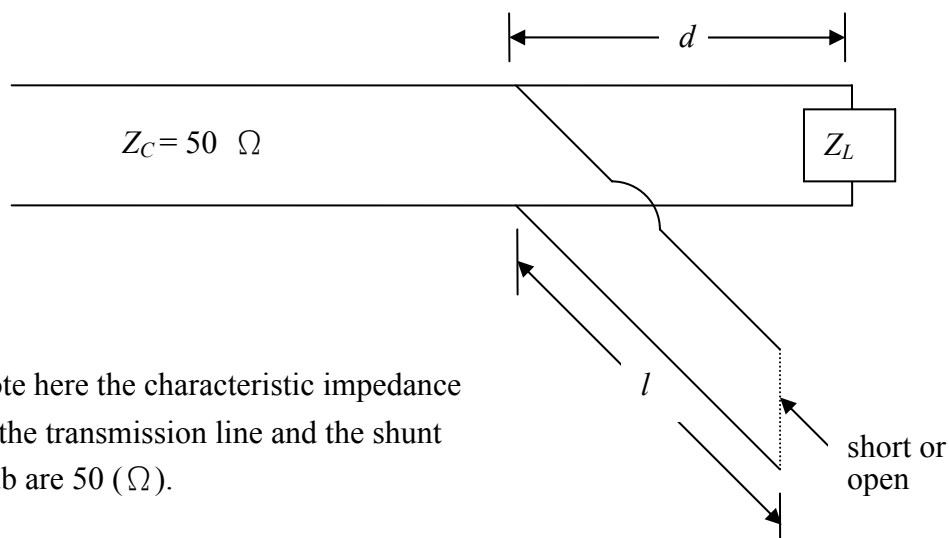 d
Z_C = 50 Ω
Z_L
ote here the characteristic impedance
the transmission line and the shunt
b are 50 (Ω).
l
short or
open